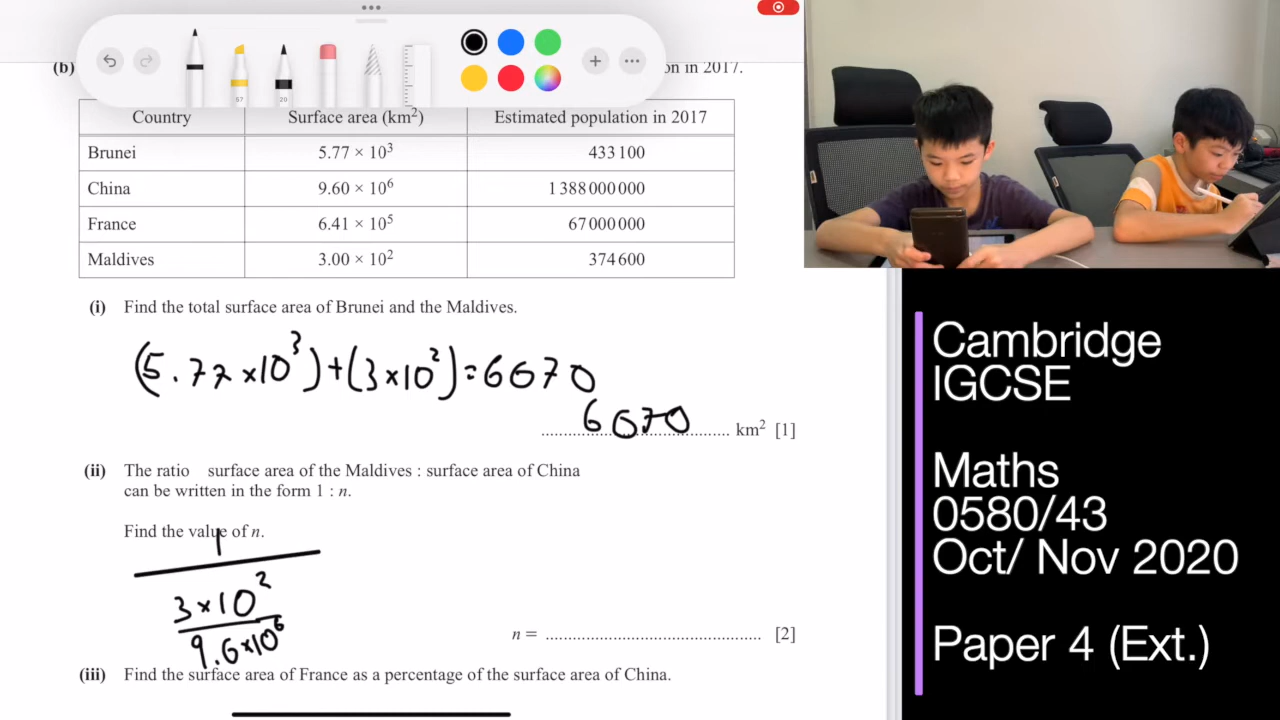 (b) on in 2017.
57 20
Country Surface area (km²) Estimated population in 2017
Brunei 5.77 × 10³ 433 100
China 9.60 × 10⁶ 1 388 000 000
France 6.41 × 10⁵ 67 000 000
Maldives 3.00 × 10² 374 600
(i) Find the total surface area of Brunei and the Maldives.
(5.77×10³)+(3×10²)=6070
6070
km² [1]
(ii) The ratio surface area of the Maldives : surface area of China
can be written in the form 1 : n.
Find the value of n.
1
3×10²
9.6×10⁶
n = [2]
(iii) Find the surface area of France as a percentage of the surface area of China.
Cambridge
IGCSE
Maths
0580/43
Oct/ Nov 2020
Paper 4 (Ext.)